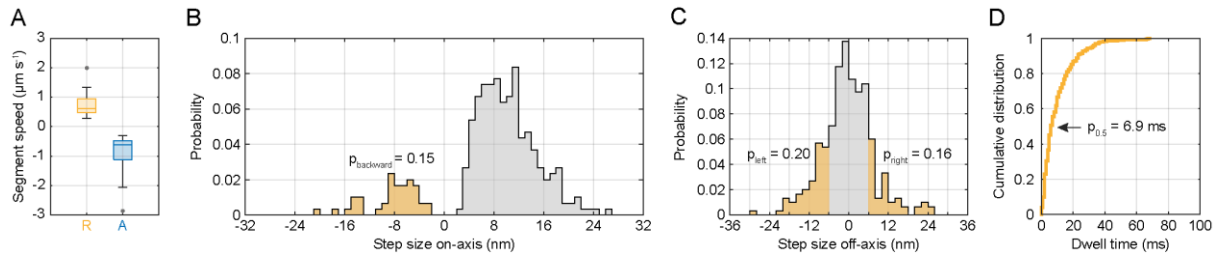 A
Segment speed (μm s⁻¹)
3
2
1
0
-1
-2
-3
R
A
B
Probability
0.1
0.08
0.06
0.04
0.02
0
p backward = 0.15
-32
-24
-16
-8
0
8
16
24
32
Step size on-axis (nm)
C
Probability
0.14
0.12
0.10
0.08
0.06
0.04
0.02
0
p left = 0.20
p right = 0.16
-36
-24
-12
0
12
24
36
Step size off-axis (nm)
D
Cumulative distribution
1
0.8
0.6
0.4
0.2
0
p 0.5 = 6.9 ms
0
20
40
60
80
100
Dwell time (ms)